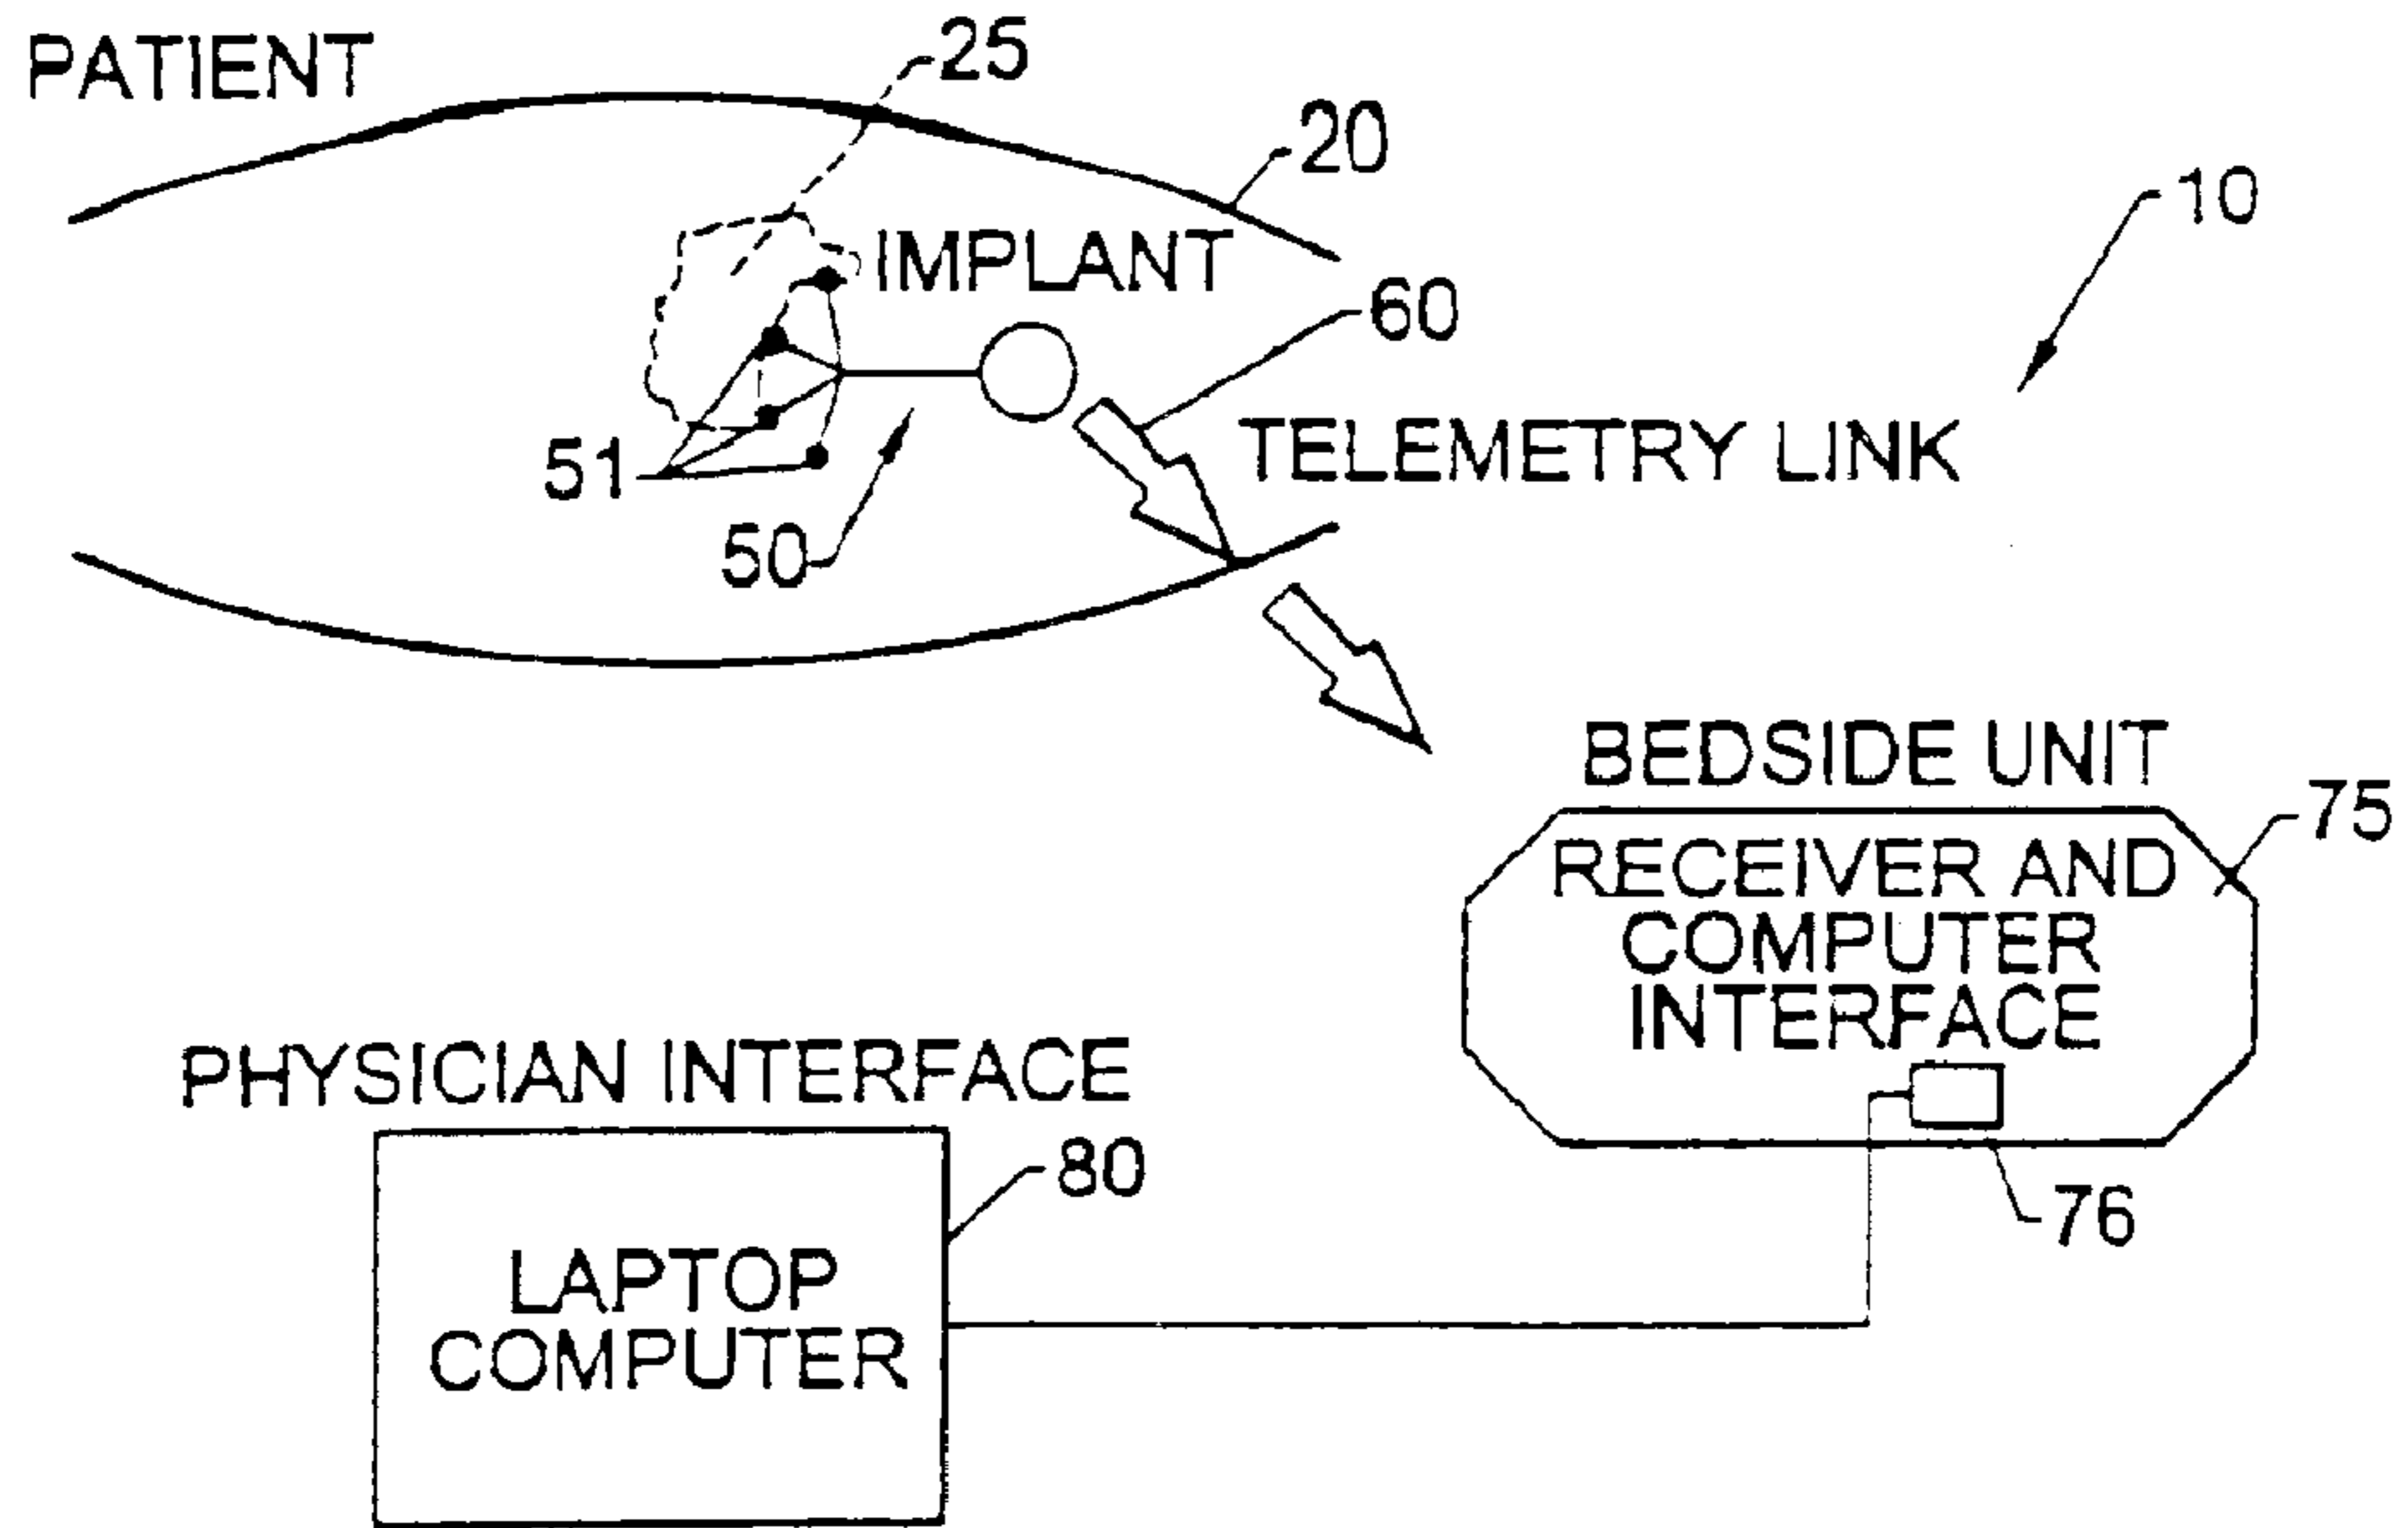 PATIENT
25
20
10
IMPLANT
60
TELEMETRY LINK
51
50
BEDSIDE UNIT
75
RECEIVER AND
COMPUTER
INTERFACE
76
PHYSICIAN INTERFACE
80
LAPTOP
COMPUTER